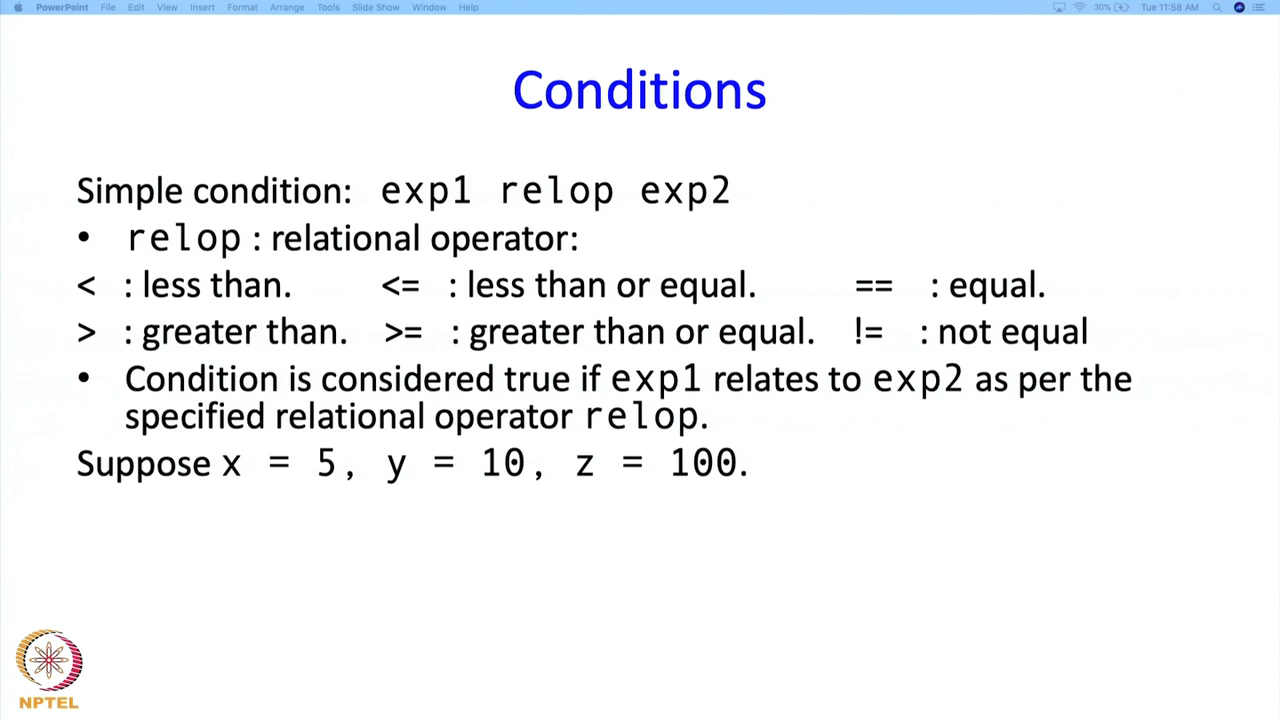 PowerPoint File Edit View Insert Format Arrange Tools Slide Show Window Help 30% Tue 11:58 AM
Conditions
Simple condition: exp1 relop exp2
• relop : relational operator:
< : less than. <= : less than or equal. == : equal.
> : greater than. >= : greater than or equal. != : not equal
• Condition is considered true if exp1 relates to exp2 as per the
specified relational operator relop.
Suppose x = 5, y = 10, z = 100.
NPTEL